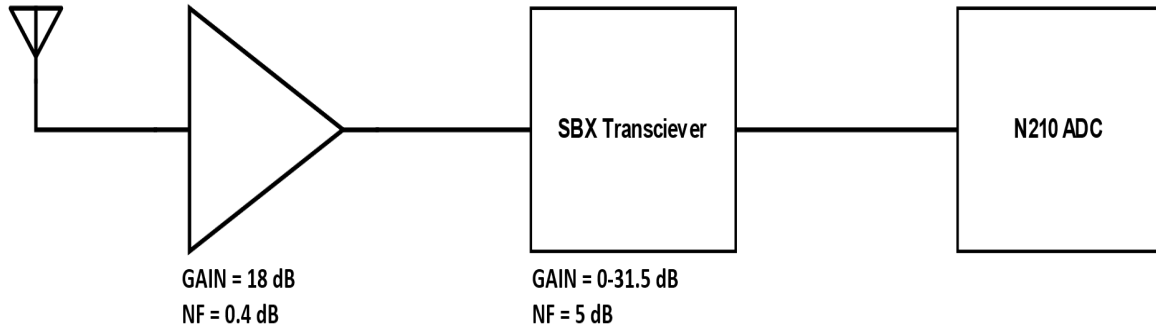 SBX Transciever
N210 ADC
GAIN = 18 dB
NF = 0.4 dB
GAIN = 0-31.5 dB
NF = 5 dB